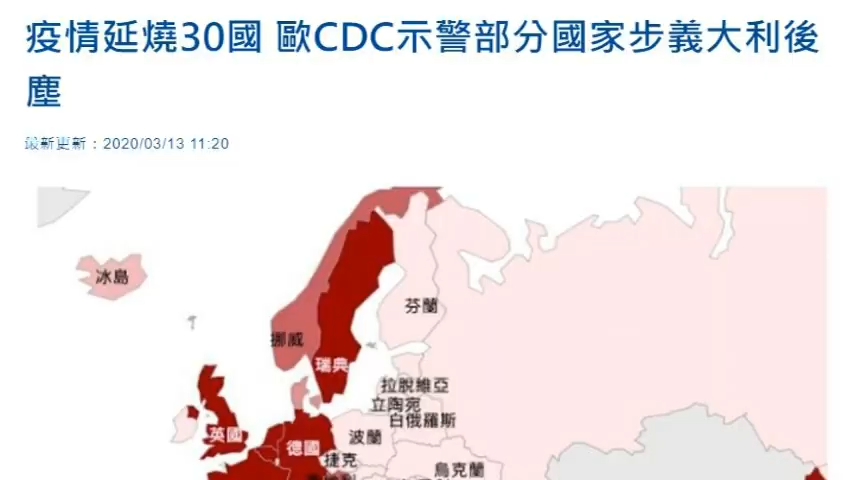 疫情延燒30國 歐CDC示警部分國家步義大利後
塵
最新更新：2020/03/13 11:20
冰島
芬蘭
挪威
瑞典
拉脫維亞
立陶宛
白俄羅斯
英國
德國
波蘭
捷克
烏克蘭